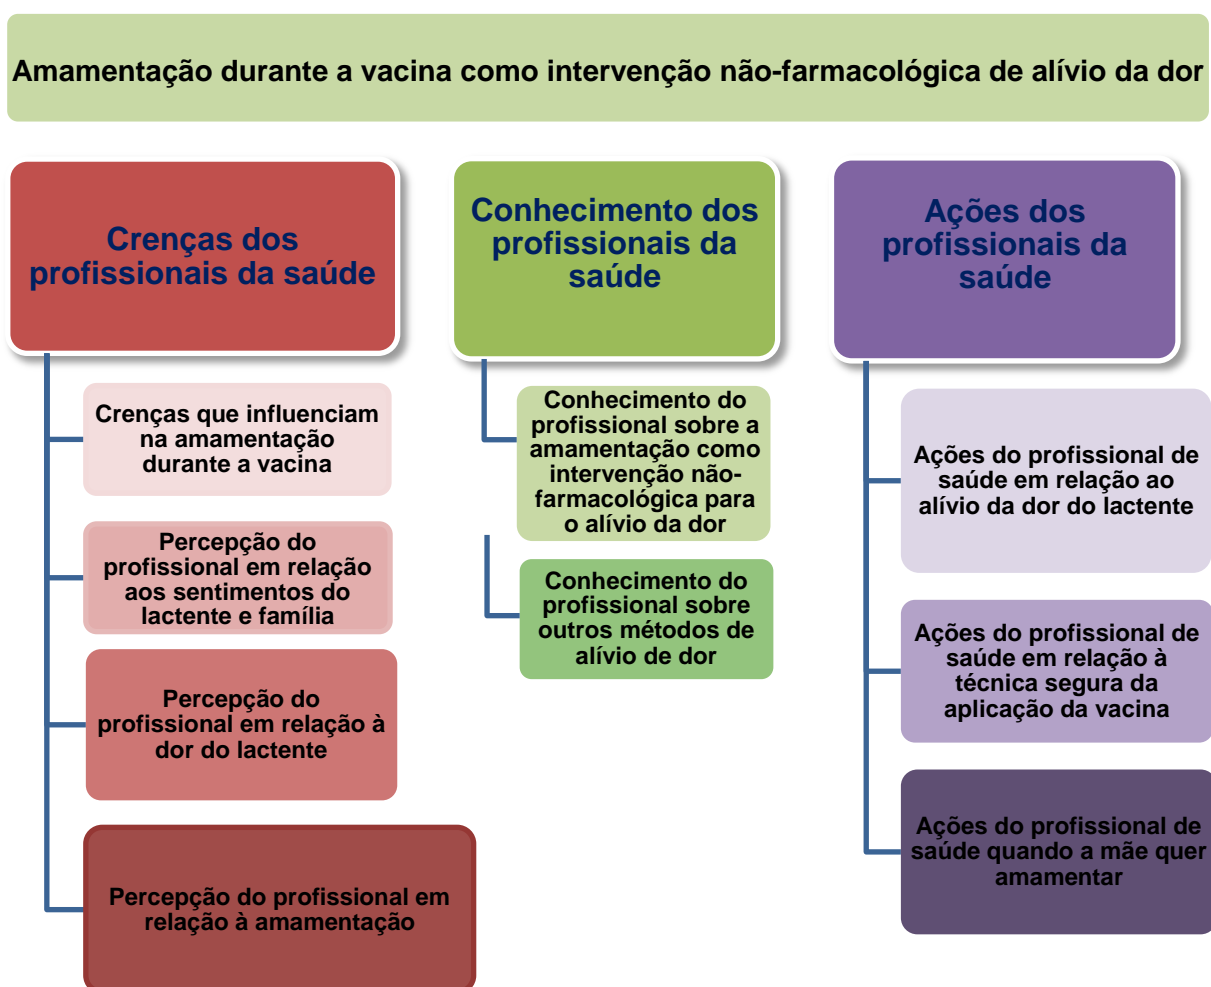 Amamentação durante a vacina como intervenção não-farmacológica de alívio da dor
Crenças dos
profissionais da saúde
Crenças que influenciam
na amamentação
durante a vacina
Percepção do
profissional em relação
aos sentimentos do
lactente e família
Percepção do
profissional em relação à
dor do lactente
Percepção do profissional em
relação à amamentação
Conhecimento dos
profissionais da
saúde
Conhecimento do
profissional sobre a
amamentação como
intervenção não-
farmacológica para
o alívio da dor
Conhecimento do
profissional sobre
outros métodos de
alívio de dor
Ações dos
profissionais da
saúde
Ações do profissional de
saúde em relação ao
alívio da dor do lactente
Ações do profissional de
saúde em relação à
técnica segura da
aplicação da vacina
Ações do profissional de
saúde quando a mãe quer
amamentar